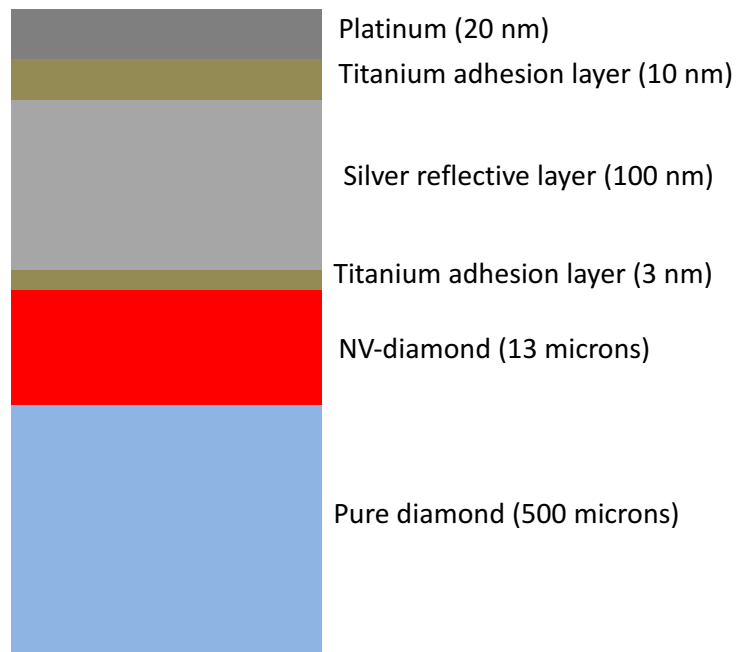 Platinum (20 nm)
Titanium adhesion layer (10 nm)
Silver reflective layer (100 nm)
Titanium adhesion layer (3 nm)
NV-diamond (13 microns)
Pure diamond (500 microns)